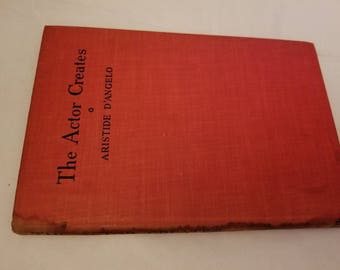 The Actor Creates
ARISTIDE D'ANGELO